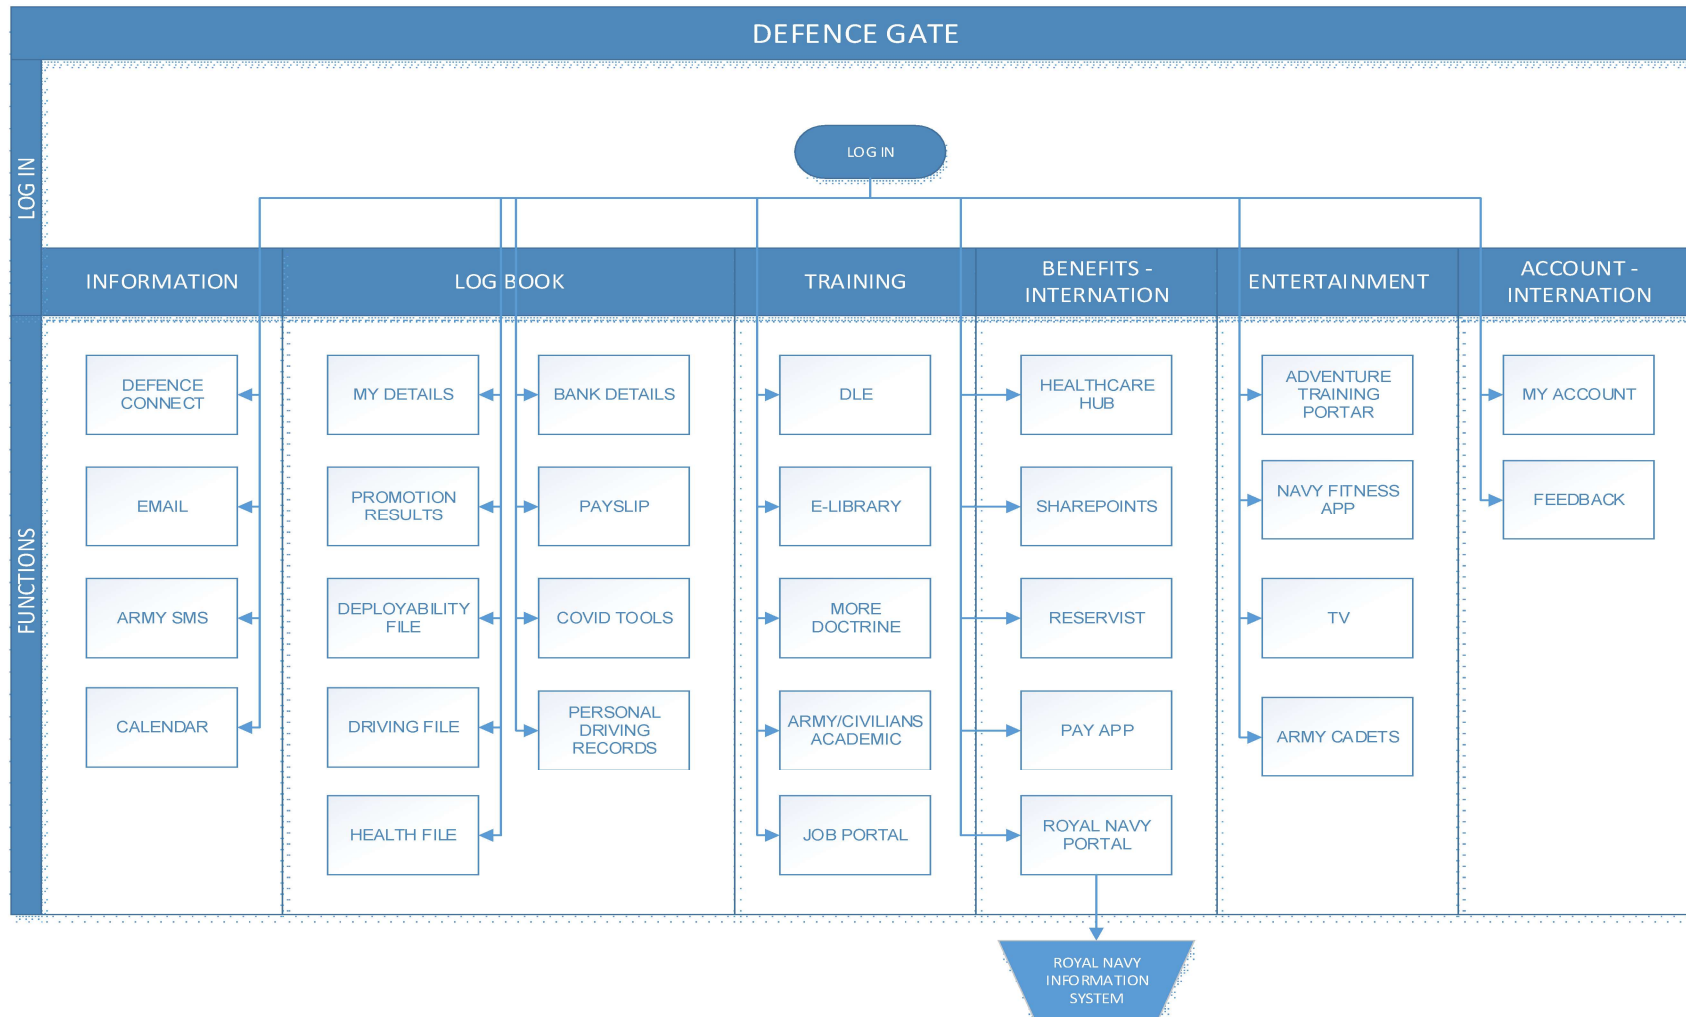 DEFENCE GATE
LOG IN
LOG IN
INFORMATION
LOG BOOK
TRAINING
BENEFITS -
INTERNATION
ENTERTAINMENT
ACCOUNT -
INTERNATION
FUNCTIONS
DEFENCE
CONNECT
EMAIL
ARMY SMS
CALENDAR
MY DETAILS
PROMOTION
RESULTS
DEPLOYABILITY
FILE
DRIVING FILE
HEALTH FILE
BANK DETAILS
PAYSLIP
COVID TOOLS
PERSONAL
DRIVING
RECORDS
DLE
E-LIBRARY
MORE
DOCTRINE
ARMY/CIVILIANS
ACADEMIC
JOB PORTAL
HEALTHCARE
HUB
SHAREPOINTS
RESERVIST
PAY APP
ROYAL NAVY
PORTAL
ADVENTURE
TRAINING
PORTAR
NAVY FITNESS
APP
TV
ARMY CADETS
MY ACCOUNT
FEEDBACK
ROYAL NAVY
INFORMATION
SYSTEM